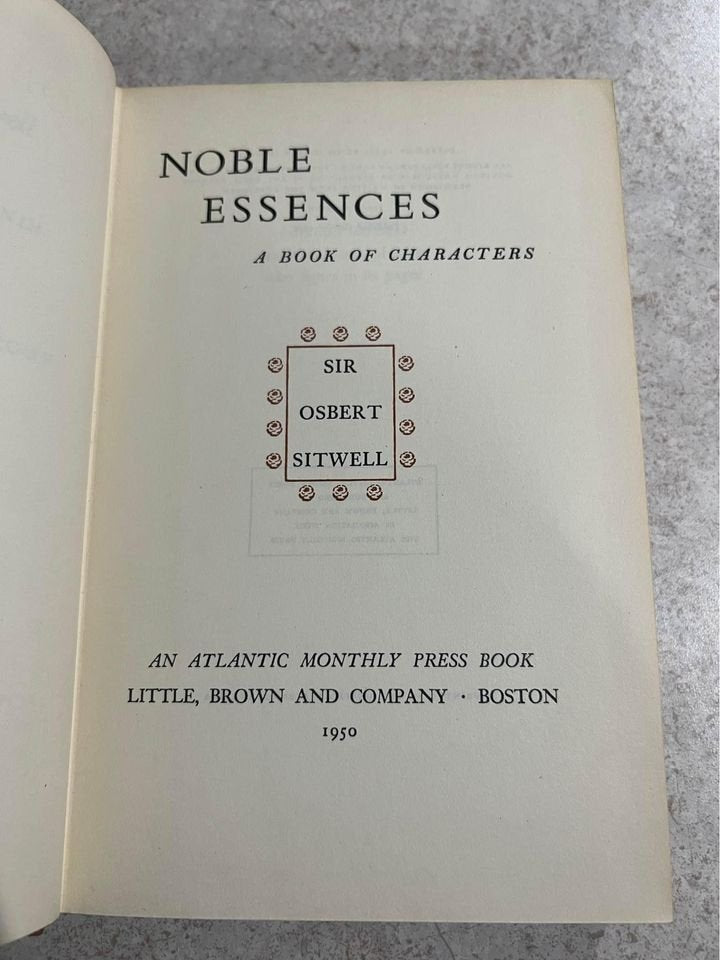 NOBLE
ESSENCES
A BOOK OF CHARACTERS
SIR
OSBERT
SITWELL
AN ATLANTIC MONTHLY PRESS BOOK
LITTLE, BROWN AND COMPANY · BOSTON
1950